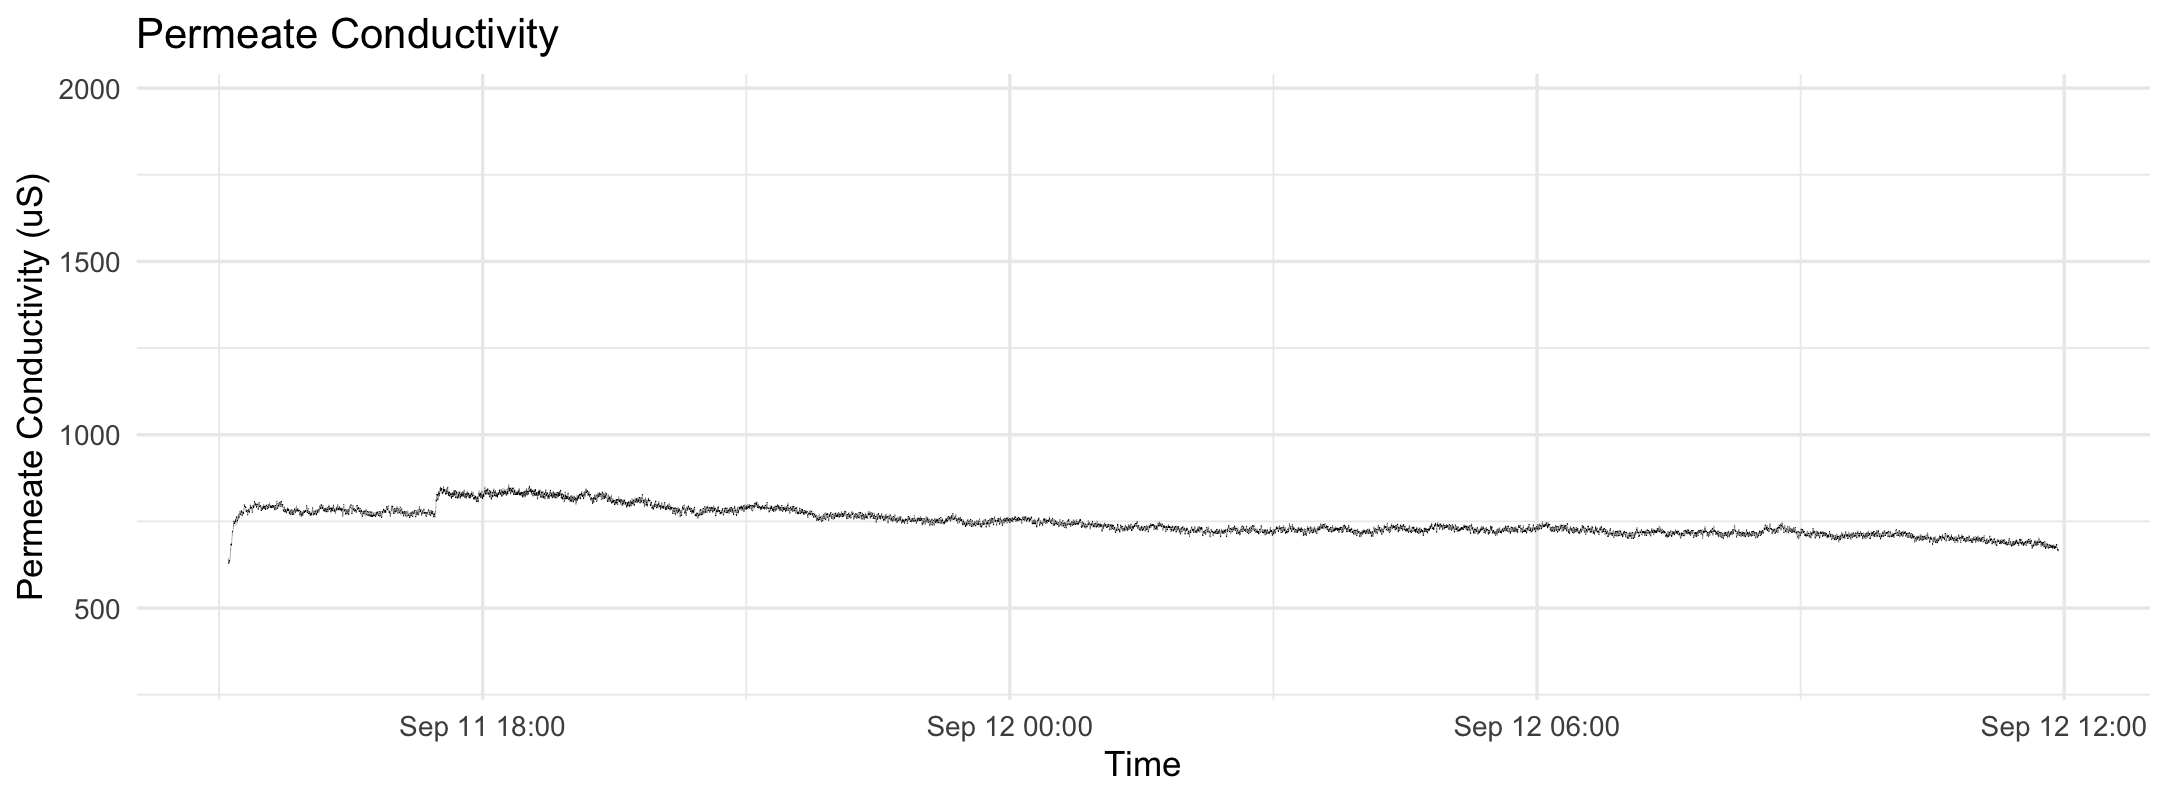 Permeate Conductivity
Permeate Conductivity (uS)
2000
1500
1000
500
Sep 11 18:00
Sep 12 00:00
Sep 12 06:00
Sep 12 12:00
Time